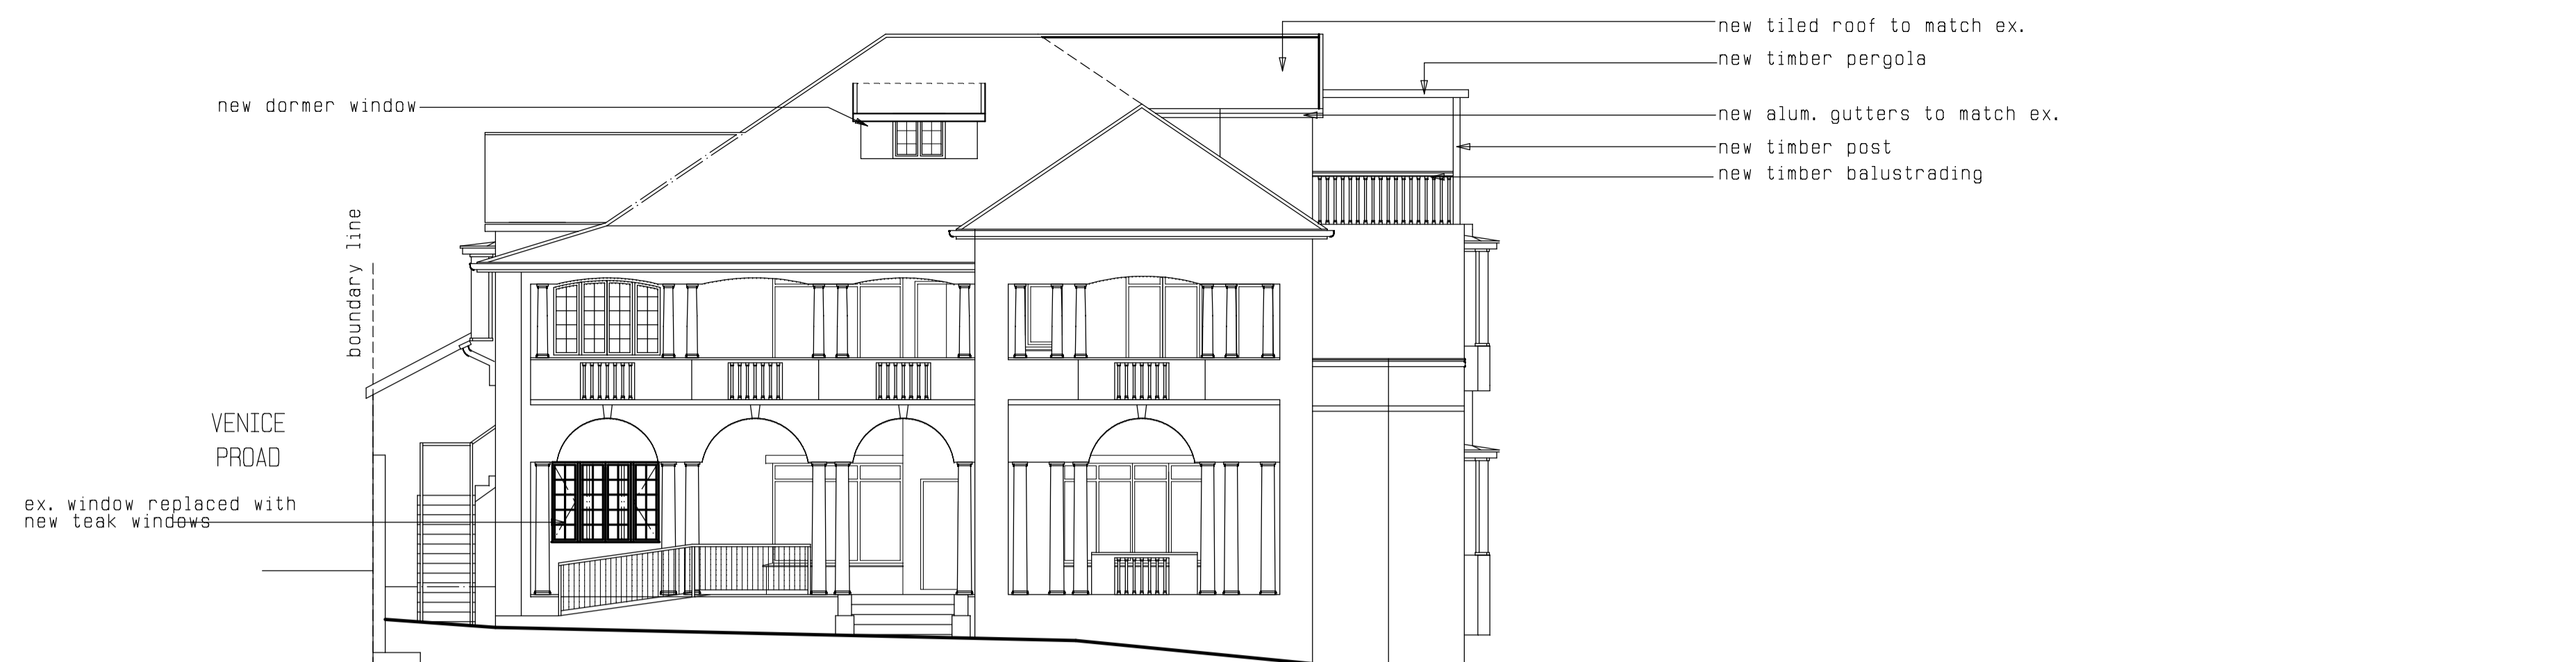 new tiled roof to match ex.
new timber pergola
new dormer window
new alum. gutters to match ex.
new timber post
new timber balustrading
boundary line
VENICE
PROAD
ex. window replaced with
new teak windows